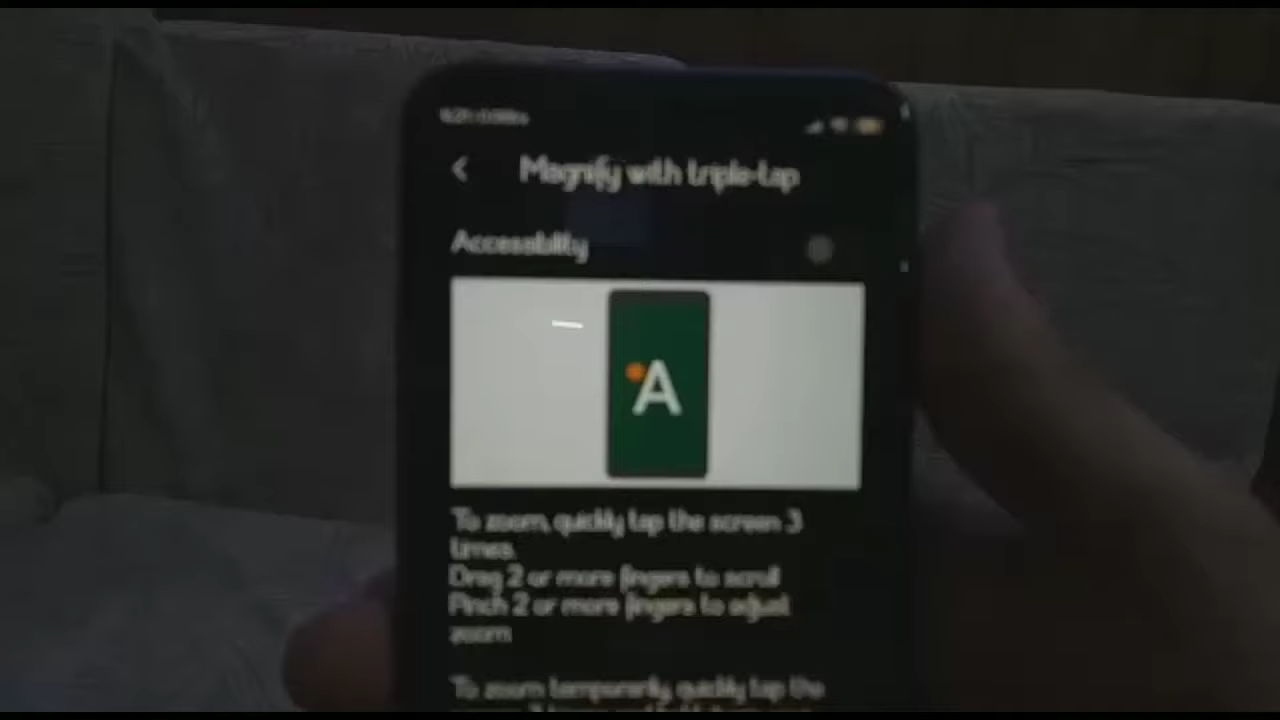 Magnify with triple-tap
Accessibility
A
To zoom, quickly tap the screen 3
times.
Drag 2 or more fingers to scroll
Pinch 2 or more fingers to adjust
zoom
To zoom temporarily, quickly tap the